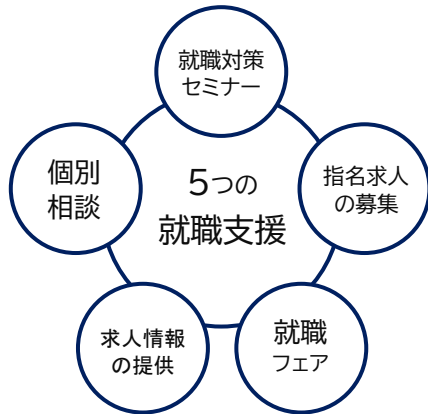 就職対策
セミナー
個別
相談
5つの
就職支援
指名求人
の募集
求人情報
の提供
就職
フェア